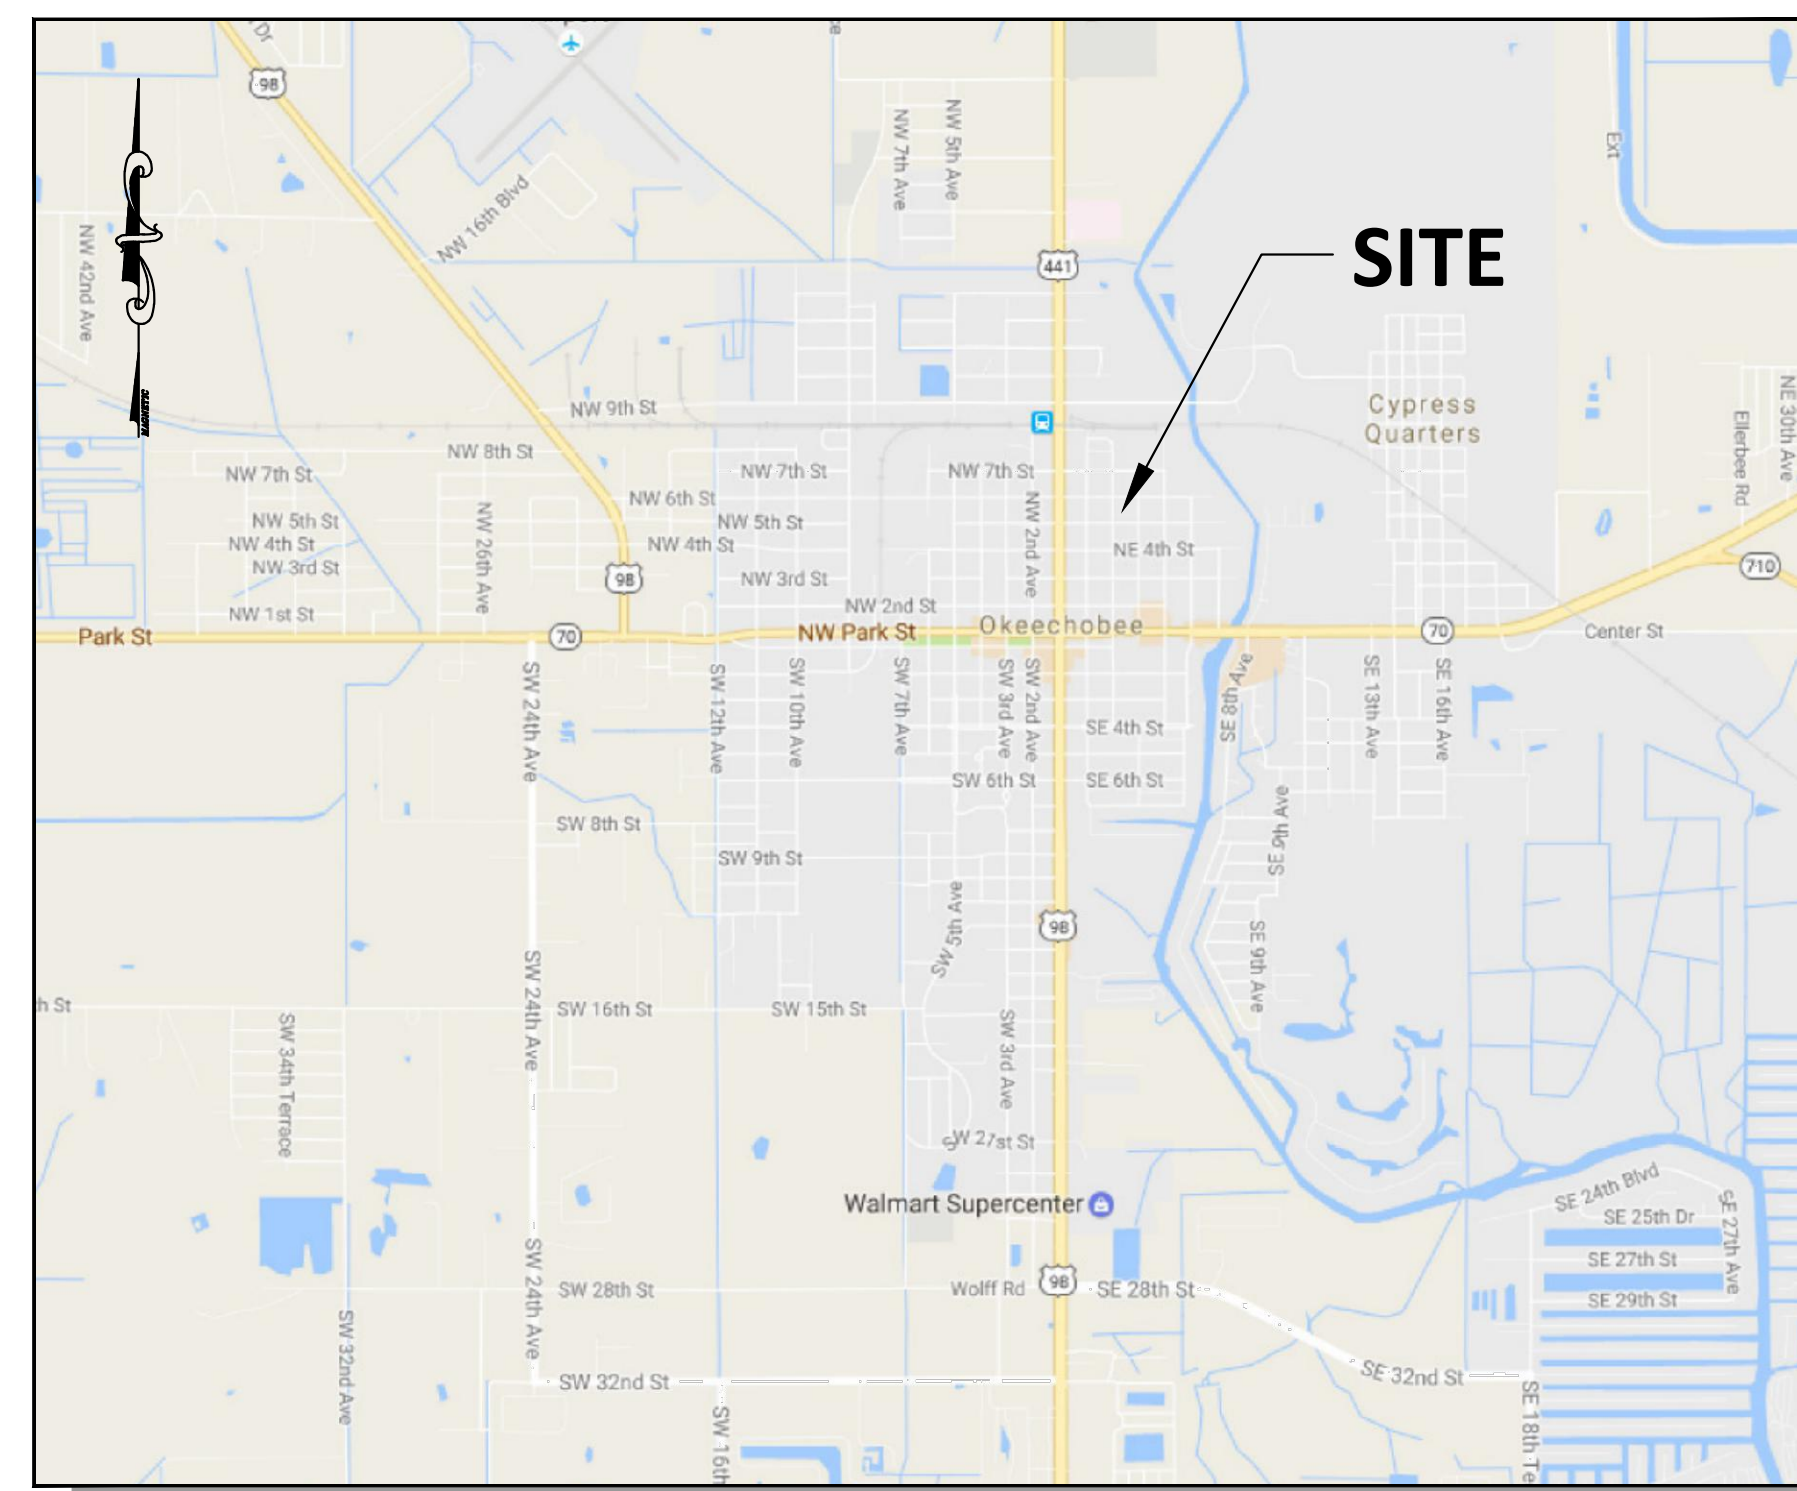 Dr
98
NW 7th Ave
NW 5th Ave
Ext
NW 16th Blvd
NW 42nd Ave
441
SITE
MAGNETIC
NW 9th St
Cypress
Quarters
NE 30th Ave
Ellerbee Rd
NW 8th St
NW 7th St
NW 7th St
NW 7th St
NW 6th St
NW 26th Ave
NW 2nd Ave
NW 5th St
NW 5th St
NW 4th St
NW 4th St
NE 4th St
NW 3rd St
710
98
NW 3rd St
NW 2nd St
NW 1st St
Park St
70
NW Park St
Okeechobee
70
Center St
SW 24th Ave
SW 12th Ave
SW 10th Ave
SW 7th Ave
SW 3rd Ave
SW 2nd Ave
SE 8th Ave
SE 13th Ave
SE 16th Ave
SE 4th St
SW 6th St
SE 6th St
SE 9th Ave
SW 8th St
SW 9th St
SW 5th Ave
98
SE 9th Ave
SW 24th Ave
h St
SW 16th St
SW 15th St
SW 34th Terrace
SW 3rd Ave
SW 27st St
SE 24th Blvd
Walmart Supercenter
SE 25th Dr
SE 27th Ave
SW 24th Ave
SE 27th St
SW 28th St
Wolff Rd
98
SE 28th St
SE 29th St
SW 32nd Ave
SW 32nd St
SE 32nd St
SW 16th
SE 18th Te